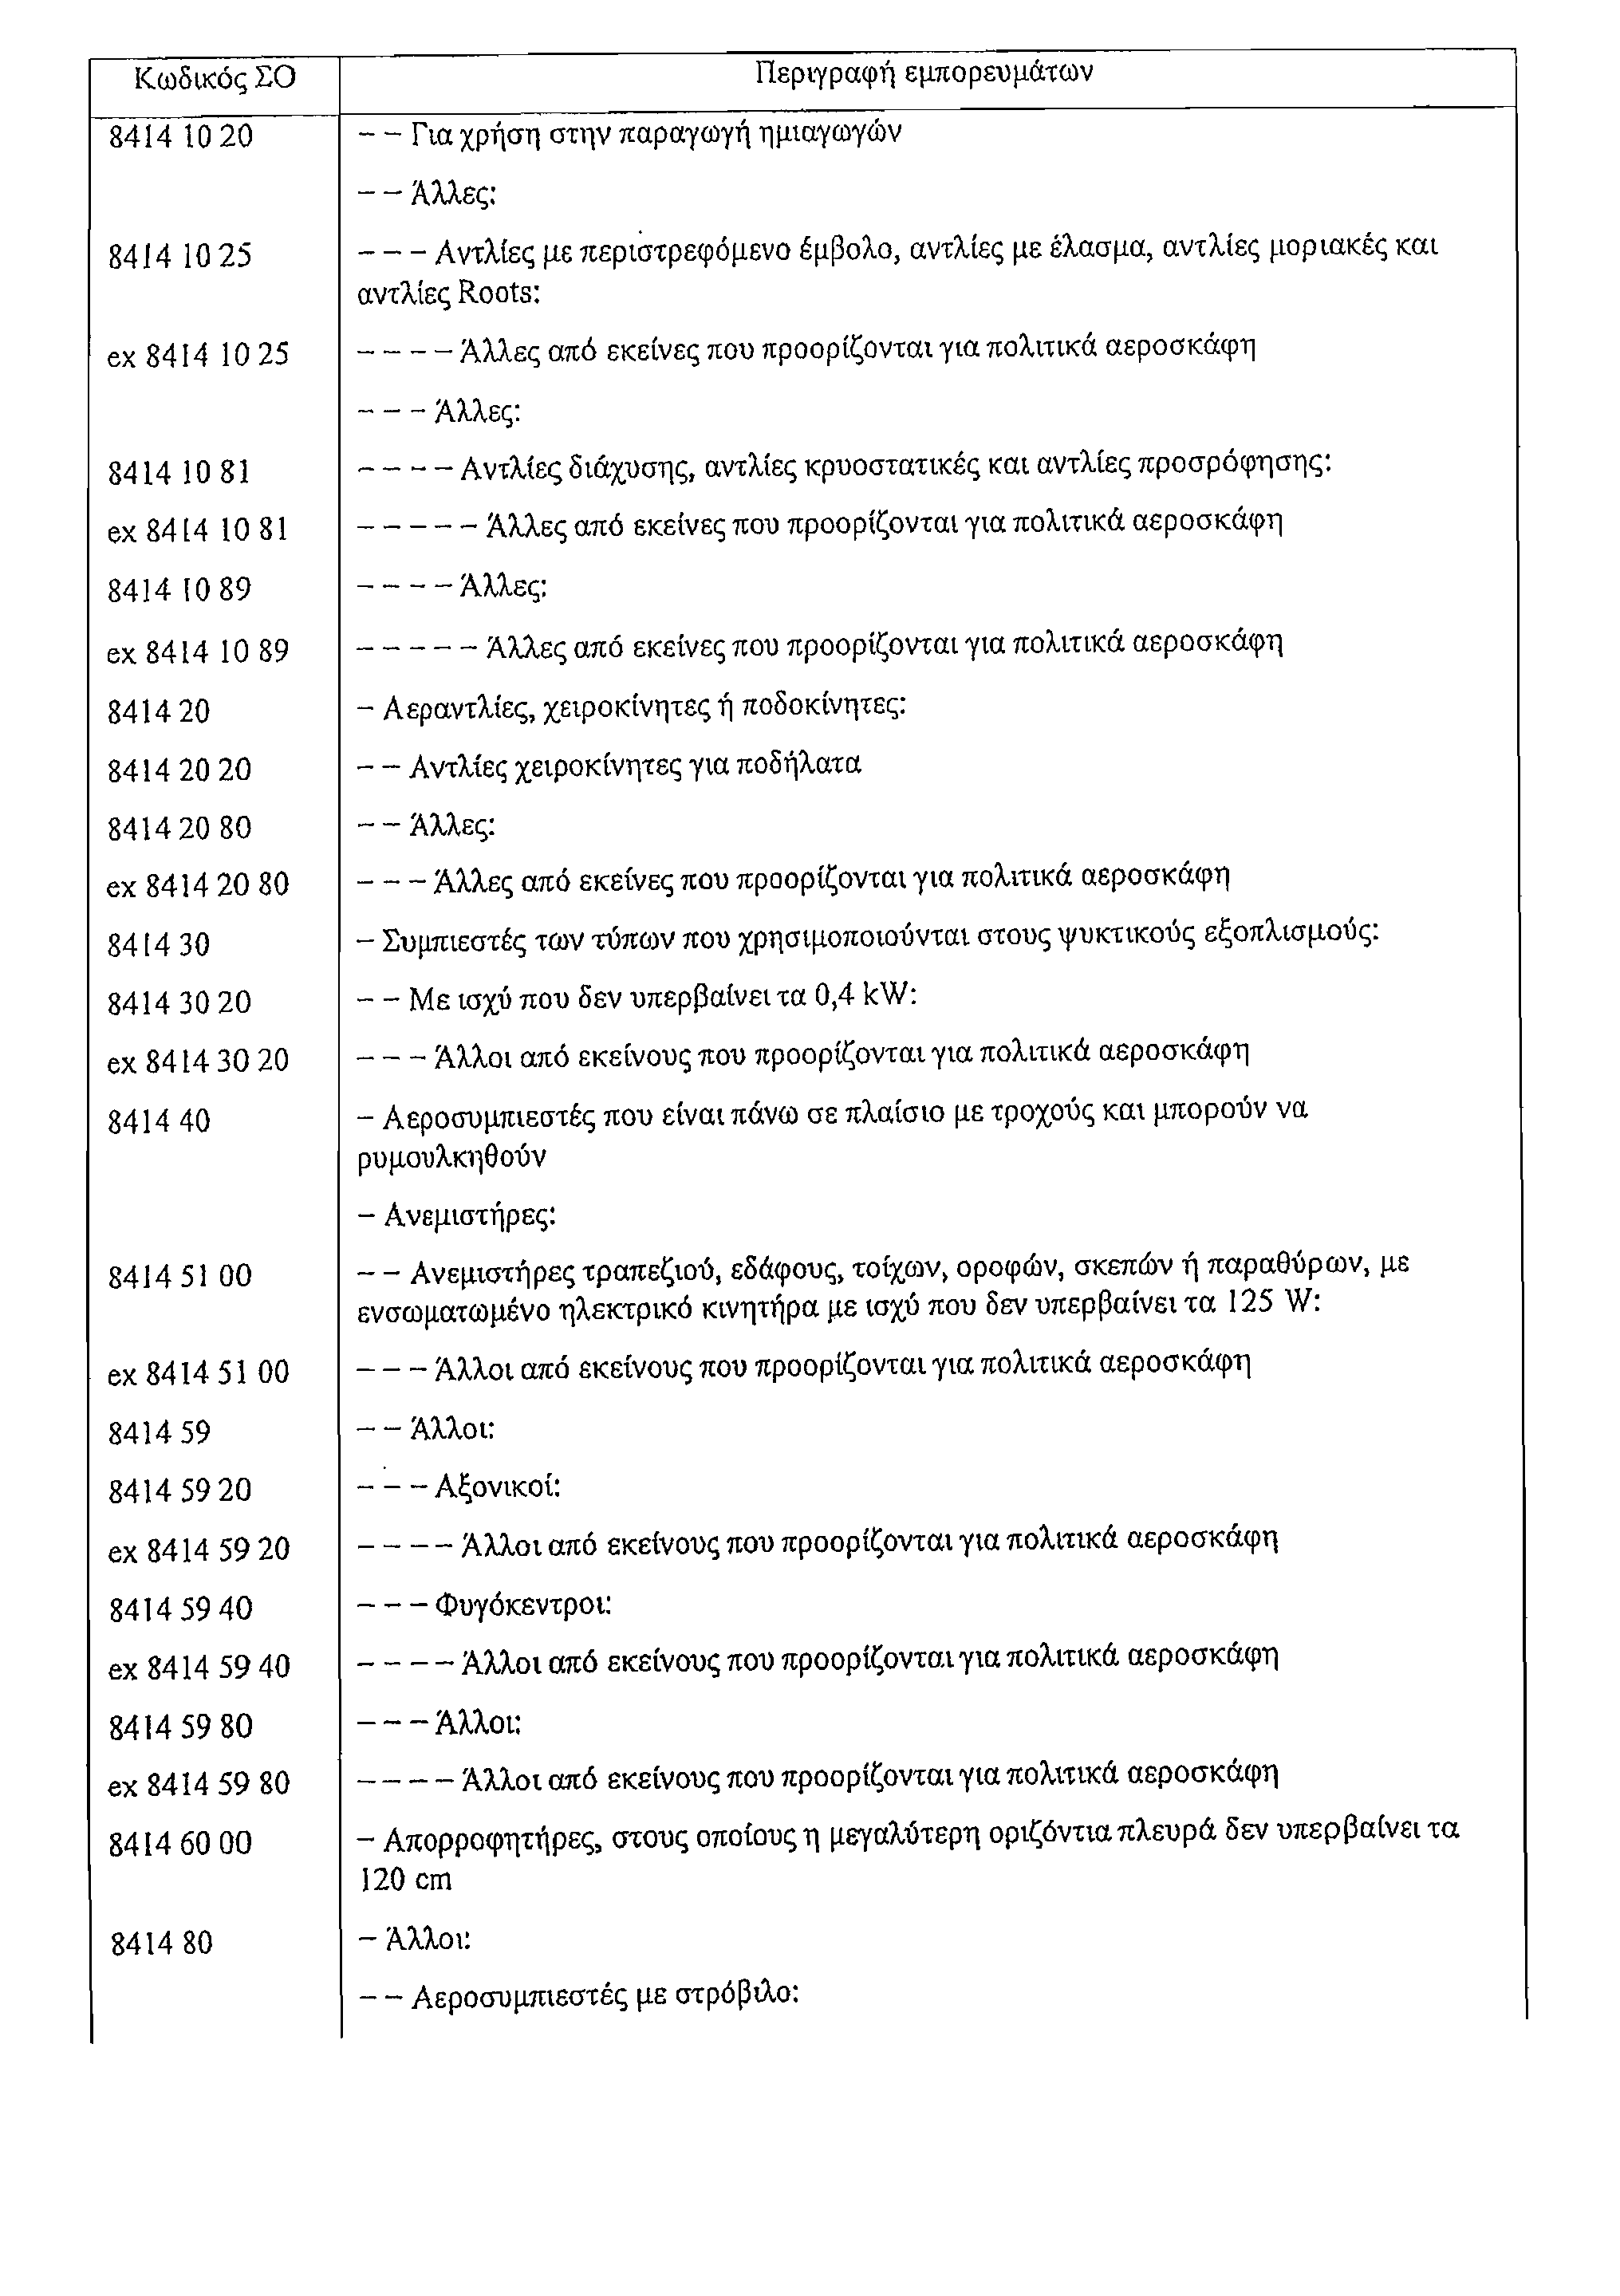 Κωδικός ΣΟ Περιγραφή εμπορευμάτων
8414 10 20 – – Για χρήση στην παραγωγή ημιαγωγών
– – Άλλες:
8414 10 25 – – – Αντλίες με περιστρεφόμενο έμβολο, αντλίες με έλασμα, αντλίες μοριακές και
αντλίες Roots:
ex 8414 10 25 – – – – Άλλες από εκείνες που προορίζονται για πολιτικά αεροσκάφη
– – – Άλλες:
8414 10 81 – – – – Αντλίες διάχυσης, αντλίες κρυοστατικές και αντλίες προσρόφησης:
ex 8414 10 81 – – – – – Άλλες από εκείνες που προορίζονται για πολιτικά αεροσκάφη
8414 10 89 – – – – Άλλες:
ex 8414 10 89 – – – – – Άλλες από εκείνες που προορίζονται για πολιτικά αεροσκάφη
8414 20 – Αεραντλίες, χειροκίνητες ή ποδοκίνητες:
8414 20 20 – – Αντλίες χειροκίνητες για ποδήλατα
8414 20 80 – – Άλλες:
ex 8414 20 80 – – – Άλλες από εκείνες που προορίζονται για πολιτικά αεροσκάφη
8414 30 – Συμπιεστές των τύπων που χρησιμοποιούνται στους ψυκτικούς εξοπλισμούς:
8414 30 20 – – Με ισχύ που δεν υπερβαίνει τα 0,4 kW:
ex 8414 30 20 – – – Άλλοι από εκείνους που προορίζονται για πολιτικά αεροσκάφη
8414 40 – Αεροσυμπιεστές που είναι πάνω σε πλαίσιο με τροχούς και μπορούν να
ρυμουλκηθούν
– Ανεμιστήρες:
8414 51 00 – – Ανεμιστήρες τραπεζιού, εδάφους, τοίχων, οροφών, σκεπών ή παραθύρων, με
ενσωματωμένο ηλεκτρικό κινητήρα με ισχύ που δεν υπερβαίνει τα 125 W:
ex 8414 51 00 – – – Άλλοι από εκείνους που προορίζονται για πολιτικά αεροσκάφη
8414 59 – – Άλλοι:
8414 59 20 – – – Αξονικοί:
ex 8414 59 20 – – – – Άλλοι από εκείνους που προορίζονται για πολιτικά αεροσκάφη
8414 59 40 – – – Φυγόκεντροι:
ex 8414 59 40 – – – – Άλλοι από εκείνους που προορίζονται για πολιτικά αεροσκάφη
8414 59 80 – – – Άλλοι:
ex 8414 59 80 – – – – Άλλοι από εκείνους που προορίζονται για πολιτικά αεροσκάφη
8414 60 00 – Απορροφητήρες, στους οποίους η μεγαλύτερη οριζόντια πλευρά δεν υπερβαίνει τα
120 cm
8414 80 – Άλλοι:
– – Αεροσυμπιεστές με στρόβιλο: